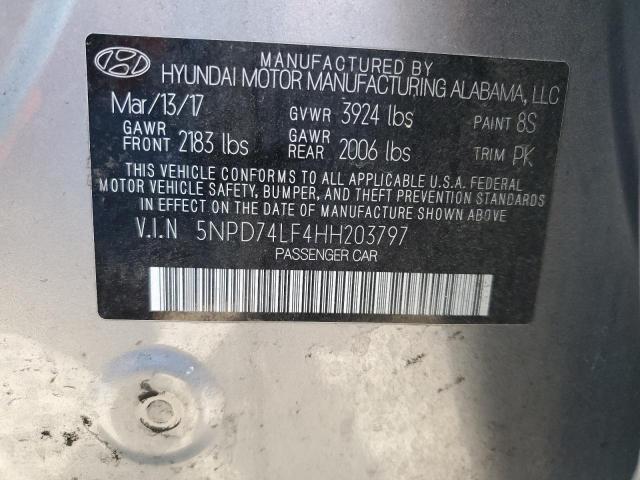 MANUFACTURED BY
HYUNDAI MOTOR MANUFACTURING ALABAMA, LLC
Mar/13/17 GVWR 3924 lbs PAINT 8S
GAWR FRONT 2183 lbs GAWR REAR 2006 lbs TRIM PK
THIS VEHICLE CONFORMS TO ALL APPLICABLE U.S.A. FEDERAL
MOTOR VEHICLE SAFETY, BUMPER, AND THEFT PREVENTION STANDARDS
IN EFFECT ON THE DATE OF MANUFACTURE SHOWN ABOVE.
V.I.N 5NPD74LF4HH203797
PASSENGER CAR